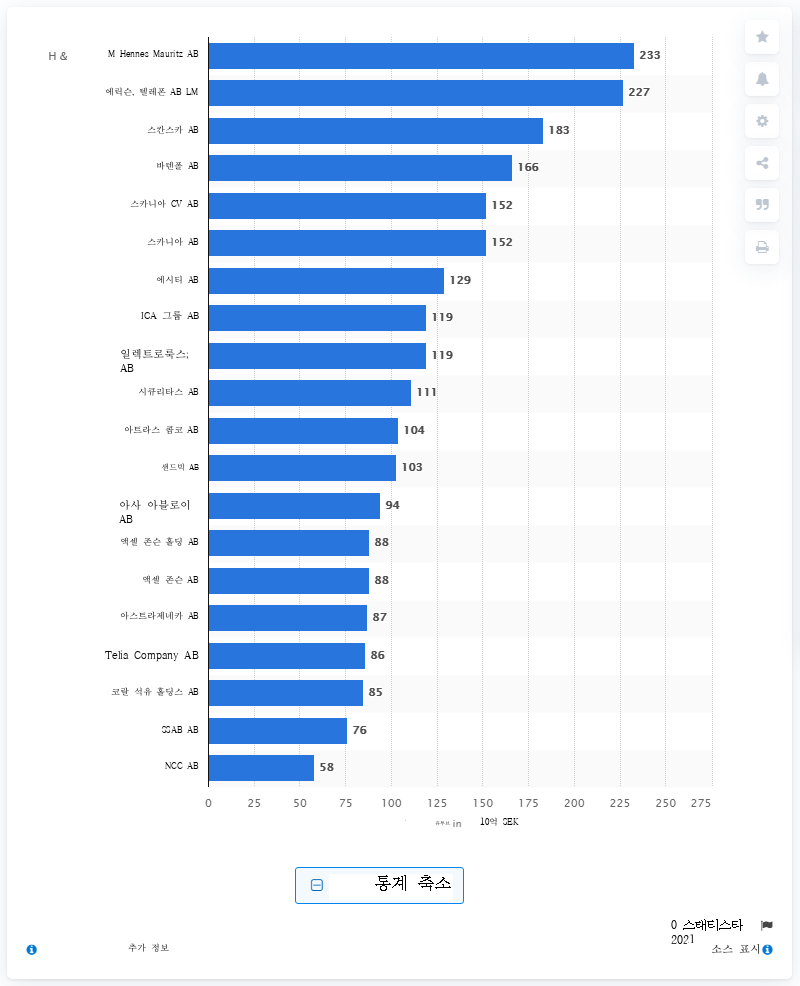 H & M Hennes Mauritz AB 233
에릭슨, 텔레폰 AB LM 227
스칸스카 AB 183
바텐폴 AB 166
스카니아 CV AB 152
스카니아 AB 152
에시티 AB 129
ICA 그룹 AB 119
일렉트로룩스; 119
AB
시큐리타스 AB 111
아트라스 콥코 AB 104
샌드빅 AB 103
아사 아블로이 94
AB
액셀 존슨 홀딩 AB 88
액셀 존슨 AB 88
아스트라제네카 AB 87
Telia Company AB 86
코랄 석유 홀딩스 AB 85
SSAB AB 76
NCC AB 58
0 25 50 75 100 125 150 175 200 225 250 275
in 10억 SEK
통계 축소
0 스태티스타
2021
추가 정보 소스 표시